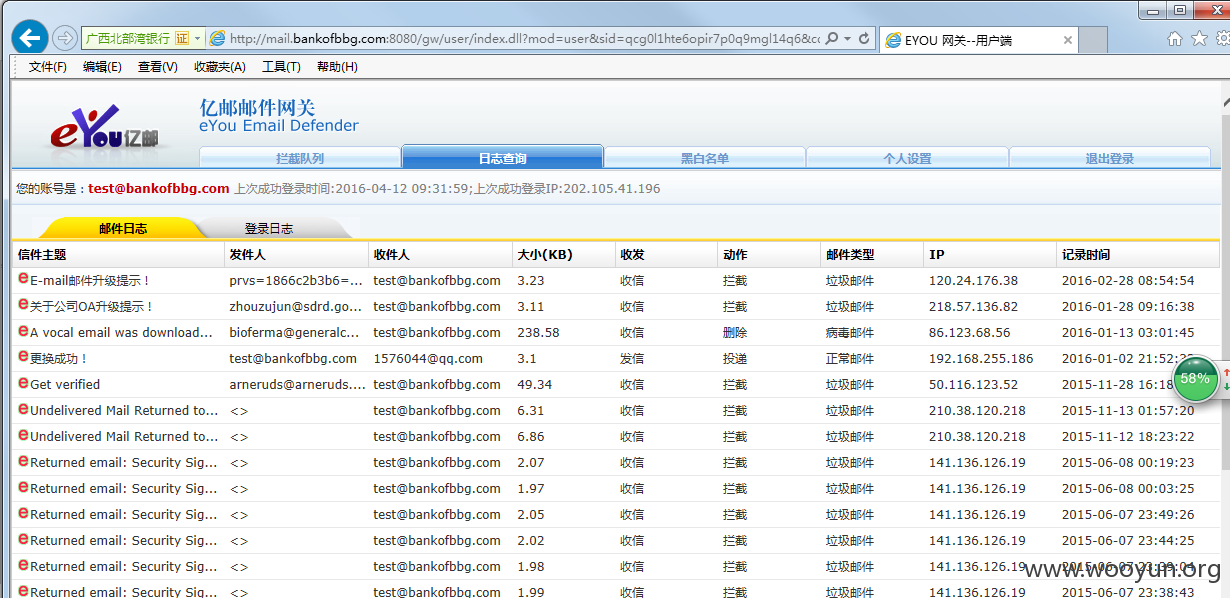 广西北部湾银行 证 http://mail.bankofbbg.com:8080/gw/user/index.dll?mod=user&sid=qcg0l1hte6opir7p0q9mgl14q6&cc EYOU 网关--用户端
文件(F) 编辑(E) 查看(V) 收藏夹(A) 工具(T) 帮助(H)
eYou亿邮
亿邮邮件网关
eYou Email Defender
拦截队列 日志查询 黑白名单 个人设置 退出登录
您的账号是：test@bankofbbg.com 上次成功登录时间:2016-04-12 09:31:59;上次成功登录IP:202.105.41.196
邮件日志 登录日志
信件主题 发件人 收件人 大小(KB) 收发 动作 邮件类型 IP 记录时间
E-mail邮件升级提示！ prvs=1866c2b3b6=... test@bankofbbg.com 3.23 收信 拦截 垃圾邮件 120.24.176.38 2016-02-28 08:54:54
关于公司OA升级提示！ zhouzujun@sdrd.go... test@bankofbbg.com 3.11 收信 拦截 垃圾邮件 218.57.136.82 2016-01-28 09:16:38
A vocal email was download... bioferma@generalc... test@bankofbbg.com 238.58 收信 删除 病毒邮件 86.123.68.56 2016-01-13 03:01:45
更换成功！ test@bankofbbg.com 1576044@qq.com 3.1 发信 投递 正常邮件 192.168.255.186 2016-01-02 21:52:
Get verified arneruds@arneruds.... test@bankofbbg.com 49.34 收信 拦截 垃圾邮件 50.116.123.52 2015-11-28 16:18
58%
Undelivered Mail Returned to... <> test@bankofbbg.com 6.31 收信 拦截 垃圾邮件 210.38.120.218 2015-11-13 01:57:20
Undelivered Mail Returned to... <> test@bankofbbg.com 6.86 收信 拦截 垃圾邮件 210.38.120.218 2015-11-12 18:23:22
Returned email: Security Sig... <> test@bankofbbg.com 2.07 收信 拦截 垃圾邮件 141.136.126.19 2015-06-08 00:19:23
Returned email: Security Sig... <> test@bankofbbg.com 1.97 收信 拦截 垃圾邮件 141.136.126.19 2015-06-08 00:03:25
Returned email: Security Sig... <> test@bankofbbg.com 2.05 收信 拦截 垃圾邮件 141.136.126.19 2015-06-07 23:49:26
Returned email: Security Sig... <> test@bankofbbg.com 2.02 收信 拦截 垃圾邮件 141.136.126.19 2015-06-07 23:44:25
Returned email: Security Sig... <> test@bankofbbg.com 1.98 收信 拦截 垃圾邮件 141.136.126.19 2015-06-07 23:39:04
www.wooyun.org
Returned email: Security Sig... <> test@bankofbbg.com 1.99 收信 拦截 垃圾邮件 141.136.126.19 2015-06-07 23:38:43